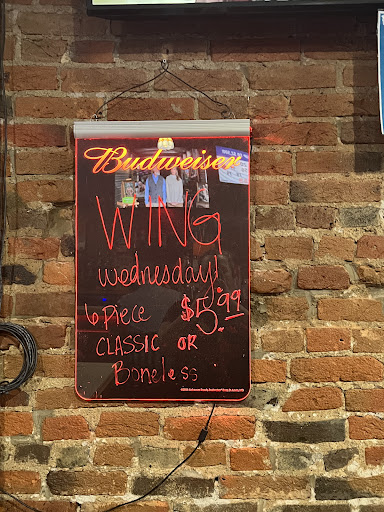 Budweiser
WING
wednesday!
6 PIECE $5.99
CLASSIC OR
Boneless